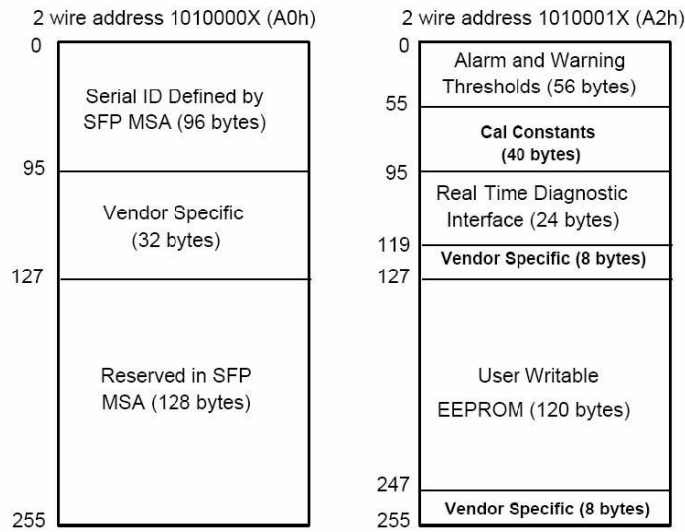 2 wire address 1010000X (A0h)
0
Serial ID Defined by
SFP MSA (96 bytes)
95
Vendor Specific
(32 bytes)
127
Reserved in SFP
MSA (128 bytes)
255
2 wire address 1010001X (A2h)
0
Alarm and Warning
Thresholds (56 bytes)
55
Cal Constants
(40 bytes)
95
Real Time Diagnostic
Interface (24 bytes)
119
Vendor Specific (8 bytes)
127
User Writable
EEPROM (120 bytes)
247
Vendor Specific (8 bytes)
255